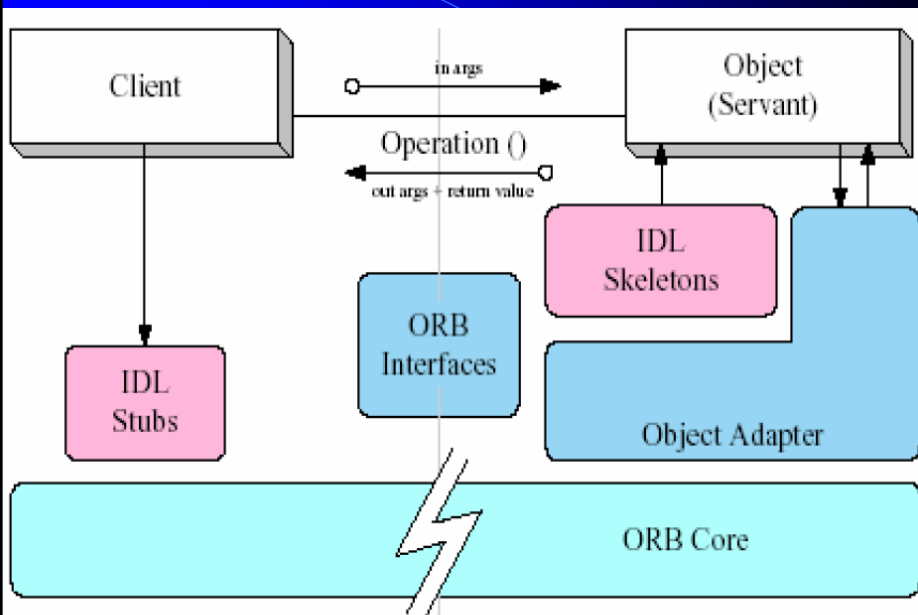 Client
in args
Object
(Servant)
Operation ()
out args + return value
IDL
Skeletons
ORB
Interfaces
IDL
Stubs
Object Adapter
ORB Core